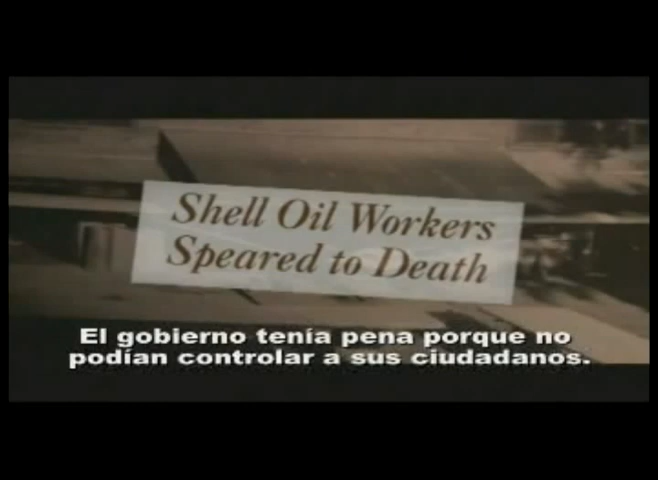 Shell Oil Workers
Speared to Death
El gobierno tenía pena porque no
podían controlar a sus ciudadanos.